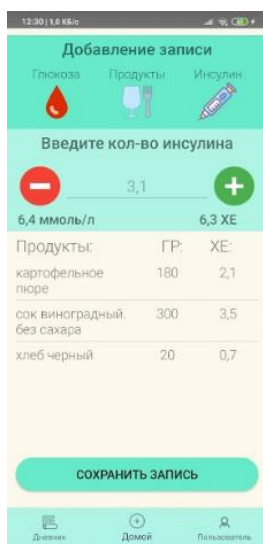 12:30 | 1,0 КБ/с
Добавление записи
Глюкоза Продукты Инсулин
Введите кол-во инсулина
3,1
6,4 ммоль/л 6,3 XE
Продукты: ГР: ХЕ:
картофельное 180 2,1
пюре
сок виноградный, 300 3,5
без сахара
хлеб черный 20 0,7
СОХРАНИТЬ ЗАПИСЬ
Дневник Домой Пользователь